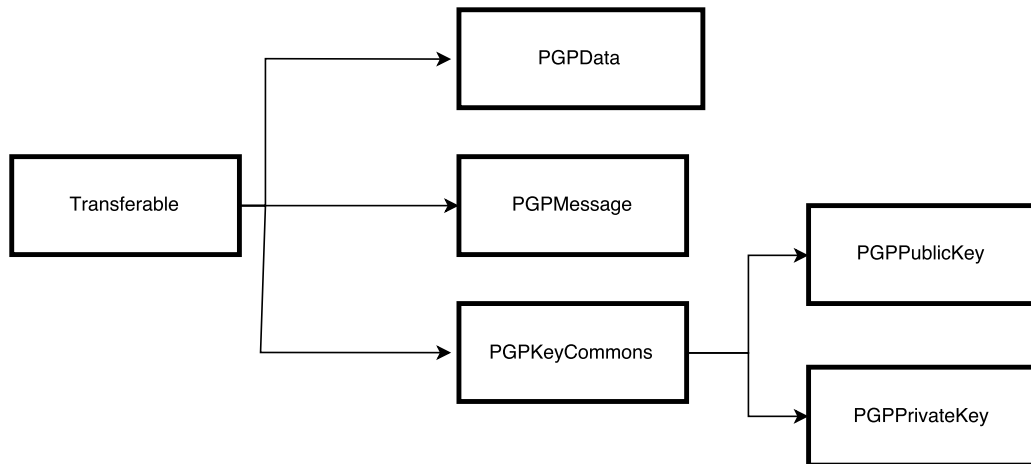 PGPData
Transferable
PGPMessage
PGPPublicKey
PGPKeyCommons
PGPPrivateKey